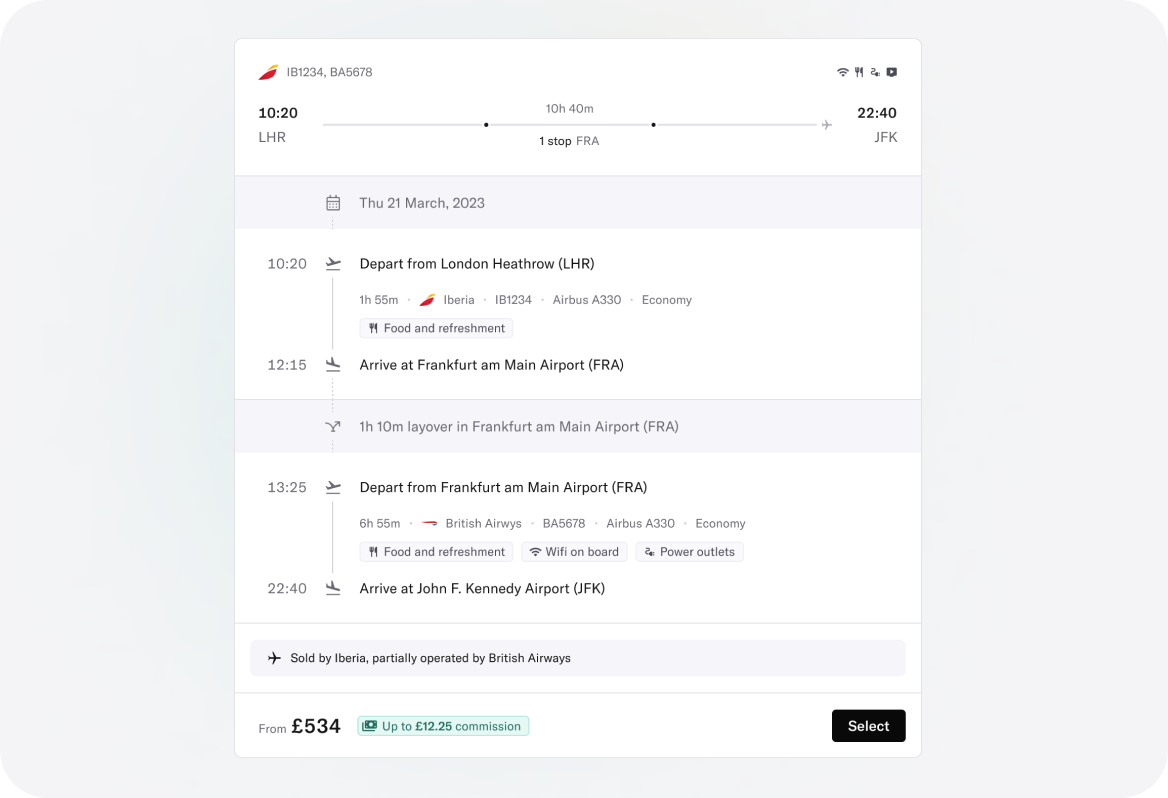 IB1234, BA5678
10:20 10h 40m 22:40
LHR 1 stop FRA JFK
Thu 21 March, 2023
10:20 Depart from London Heathrow (LHR)
1h 55m · Iberia · IB1234 · Airbus A330 · Economy
Food and refreshment
12:15 Arrive at Frankfurt am Main Airport (FRA)
1h 10m layover in Frankfurt am Main Airport (FRA)
13:25 Depart from Frankfurt am Main Airport (FRA)
6h 55m · British Airwys · BA5678 · Airbus A330 · Economy
Food and refreshment Wifi on board Power outlets
22:40 Arrive at John F. Kennedy Airport (JFK)
Sold by Iberia, partially operated by British Airways
From £534 Up to £12.25 commission Select